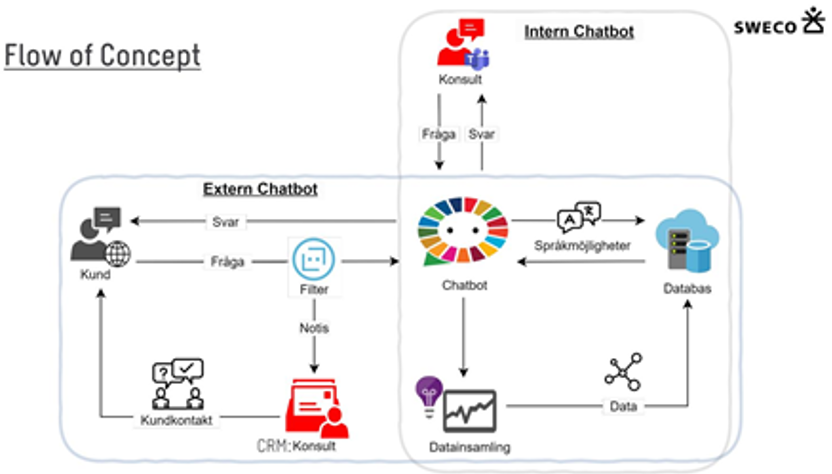 Flow of Concept
Intern Chatbot
SWECO
Konsult
Fråga
Svar
Extern Chatbot
Svar
Kund
Fråga
Filter
Chatbot
A
文
Språkmöjligheter
Databas
Notis
?
Kundkontakt
CRM:Konsult
Datainsamling
Data